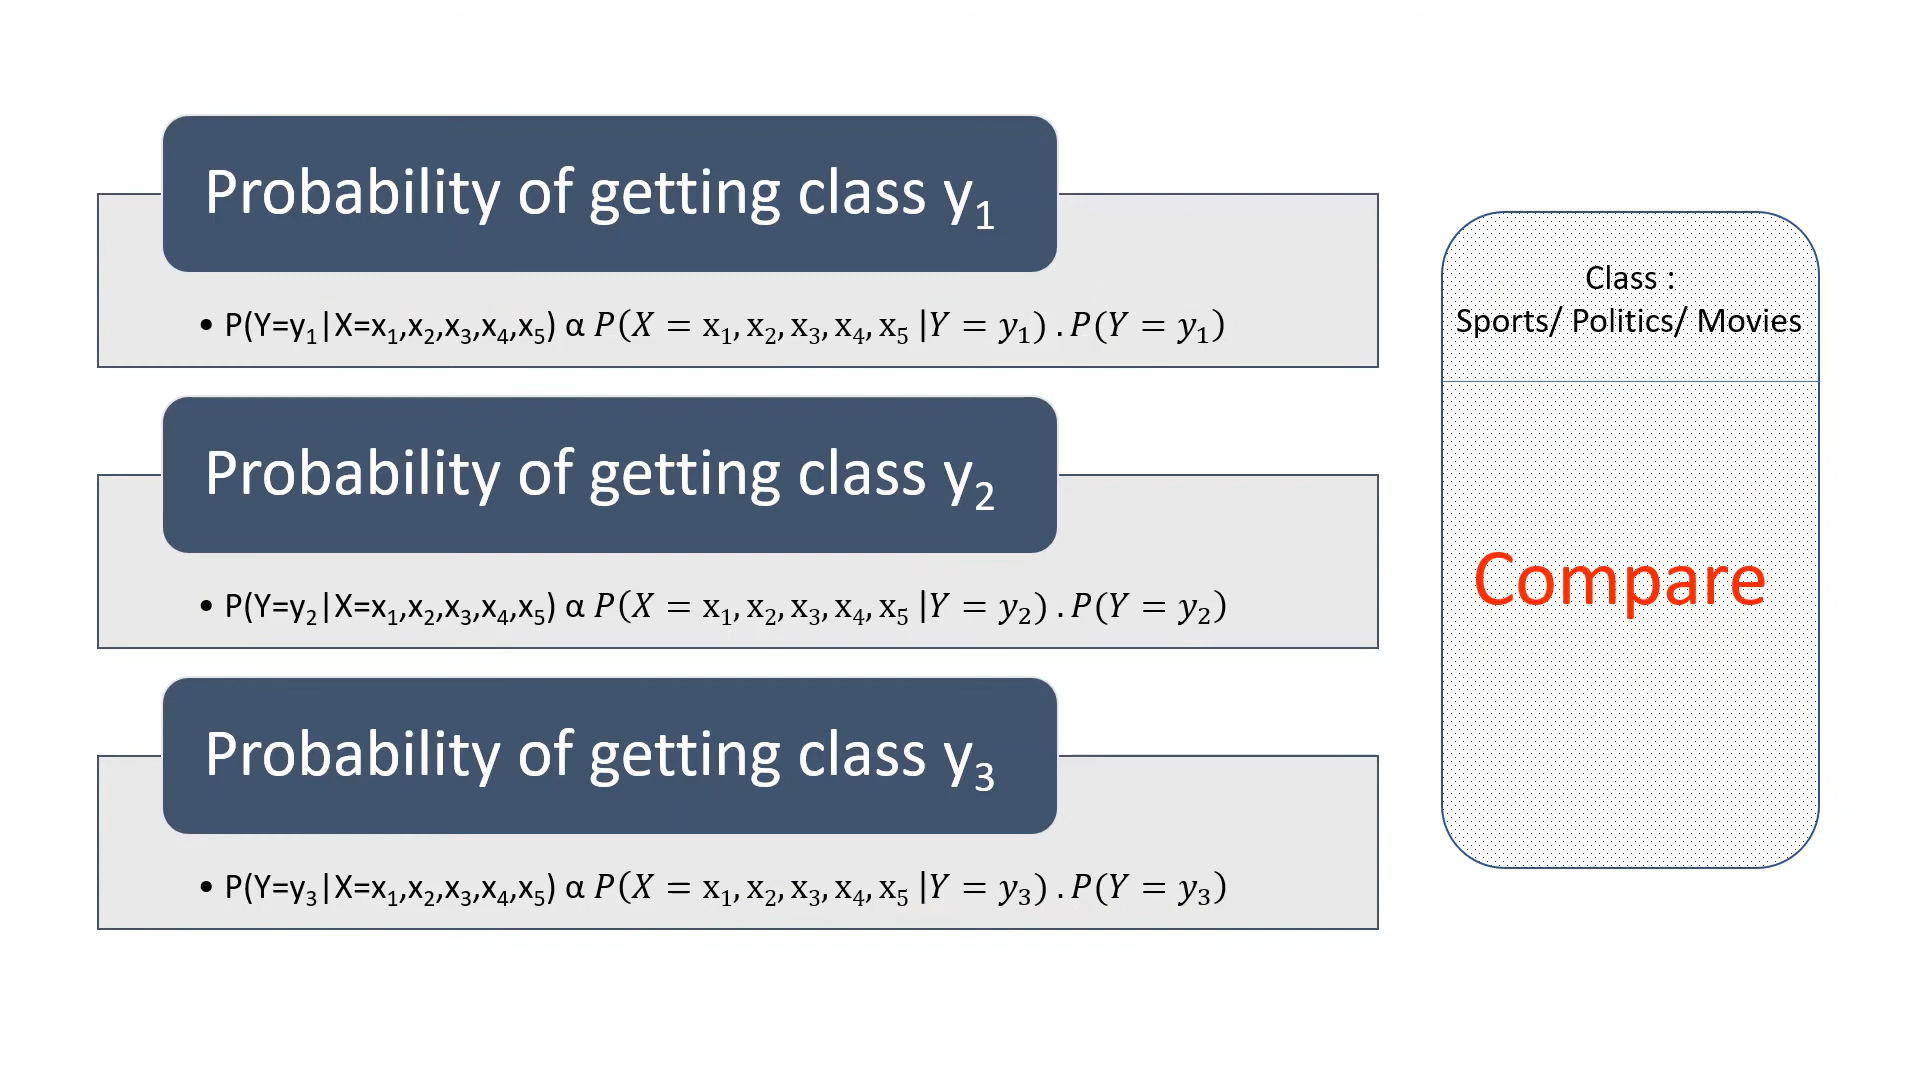 Probability of getting class y₁
• P(Y=y₁|X=x₁,x₂,x₃,x₄,x₅) α P(X = x₁, x₂, x₃, x₄, x₅ |Y = y₁) . P(Y = y₁)
Probability of getting class y₂
• P(Y=y₂|X=x₁,x₂,x₃,x₄,x₅) α P(X = x₁, x₂, x₃, x₄, x₅ |Y = y₂) . P(Y = y₂)
Probability of getting class y₃
• P(Y=y₃|X=x₁,x₂,x₃,x₄,x₅) α P(X = x₁, x₂, x₃, x₄, x₅ |Y = y₃) . P(Y = y₃)
Class :
Sports/ Politics/ Movies
Compare